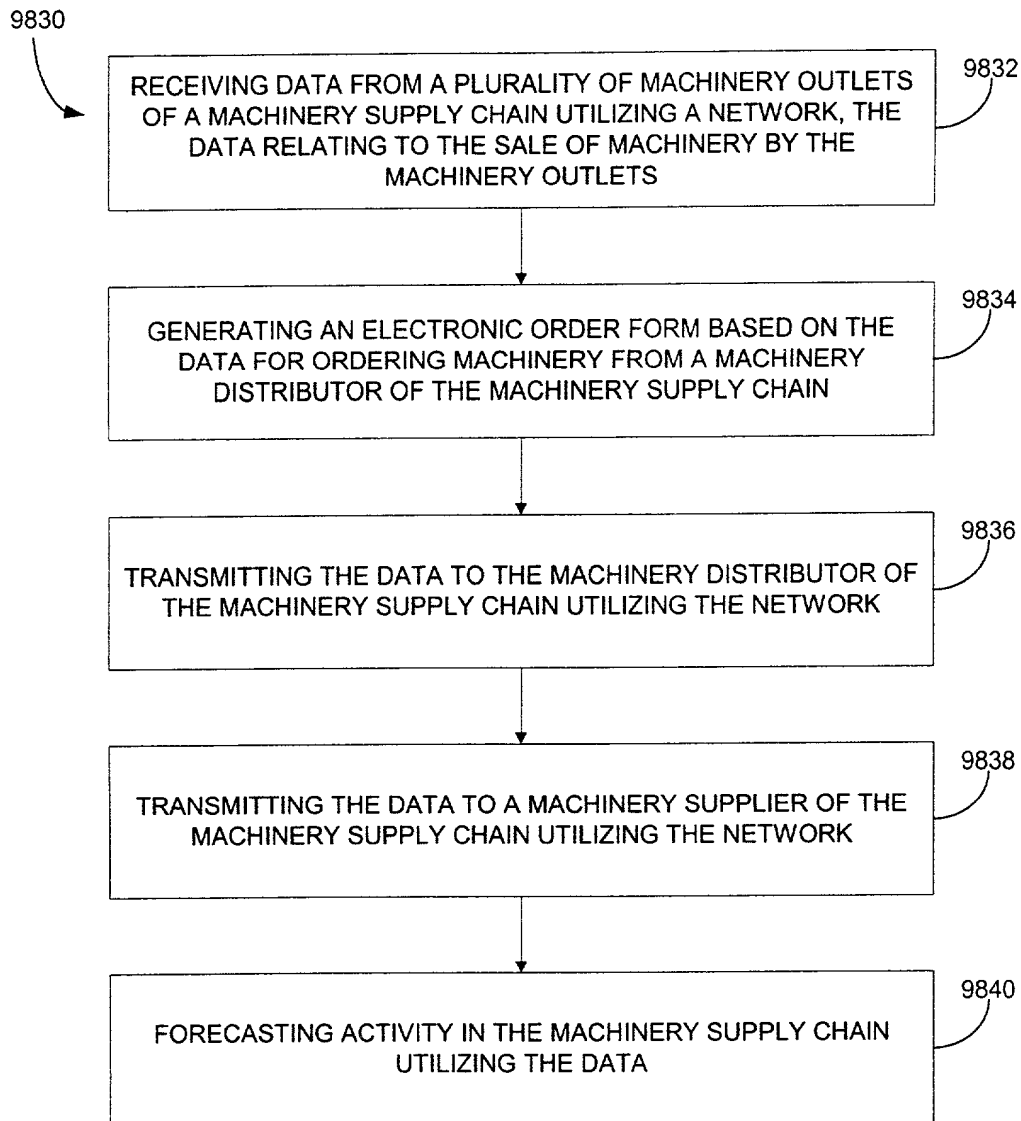 9830
9832
RECEIVING DATA FROM A PLURALITY OF MACHINERY OUTLETS
OF A MACHINERY SUPPLY CHAIN UTILIZING A NETWORK, THE
DATA RELATING TO THE SALE OF MACHINERY BY THE
MACHINERY OUTLETS
9834
GENERATING AN ELECTRONIC ORDER FORM BASED ON THE
DATA FOR ORDERING MACHINERY FROM A MACHINERY
DISTRIBUTOR OF THE MACHINERY SUPPLY CHAIN
9836
TRANSMITTING THE DATA TO THE MACHINERY DISTRIBUTOR OF
THE MACHINERY SUPPLY CHAIN UTILIZING THE NETWORK
9838
TRANSMITTING THE DATA TO A MACHINERY SUPPLIER OF THE
MACHINERY SUPPLY CHAIN UTILIZING THE NETWORK
9840
FORECASTING ACTIVITY IN THE MACHINERY SUPPLY CHAIN
UTILIZING THE DATA